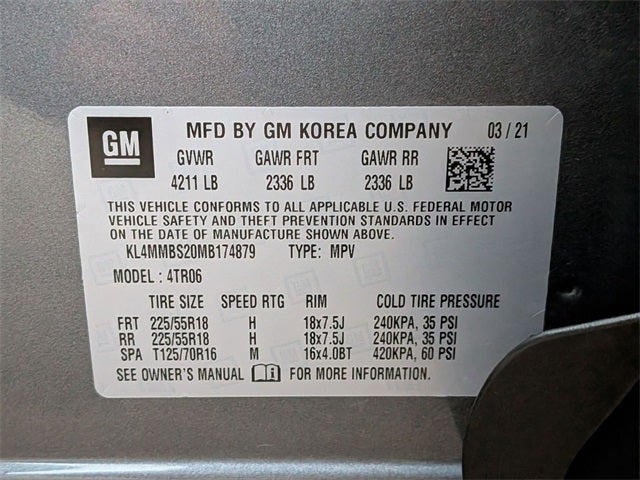 GM MFD BY GM KOREA COMPANY 03/21
GVWR GAWR FRT GAWR RR
4211 LB 2336 LB 2336 LB
THIS VEHICLE CONFORMS TO ALL APPLICABLE U.S. FEDERAL MOTOR
VEHICLE SAFETY AND THEFT PREVENTION STANDARDS IN EFFECT
ON THE DATE OF MANUFACTURE SHOWN ABOVE.
KL4MMBS20MB174879 TYPE: MPV
MODEL: 4TR06
TIRE SIZE SPEED RTG RIM COLD TIRE PRESSURE
FRT 225/55R18 H 18x7.5J 240KPA, 35 PSI
RR 225/55R18 H 18x7.5J 240KPA, 35 PSI
SPA T125/70R16 M 16x4.0BT 420KPA, 60 PSI
SEE OWNER'S MANUAL FOR MORE INFORMATION